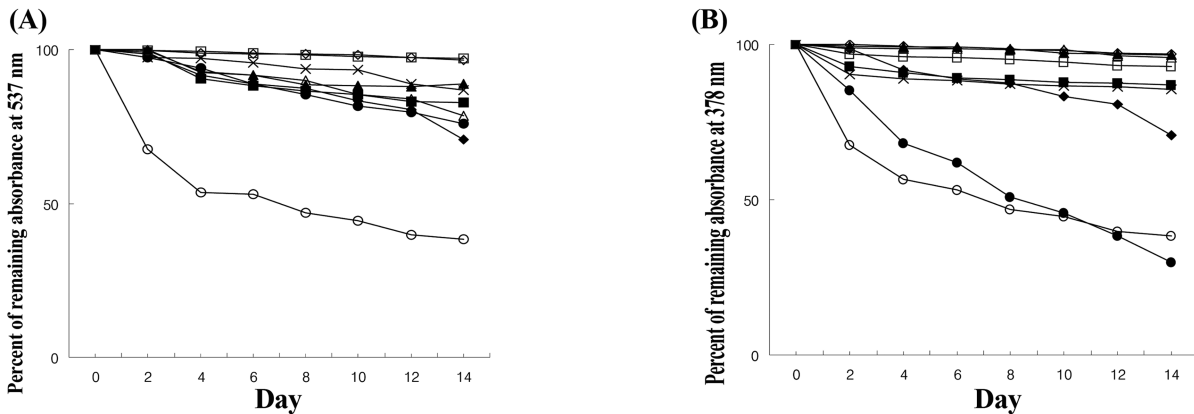 (A)
Percent of remaining absorbance at 537 nm
100
50
0
0 2 4 6 8 10 12 14
Day
(B)
Percent of remaining absorbance at 378 nm
100
50
0
0 2 4 6 8 10 12 14
Day